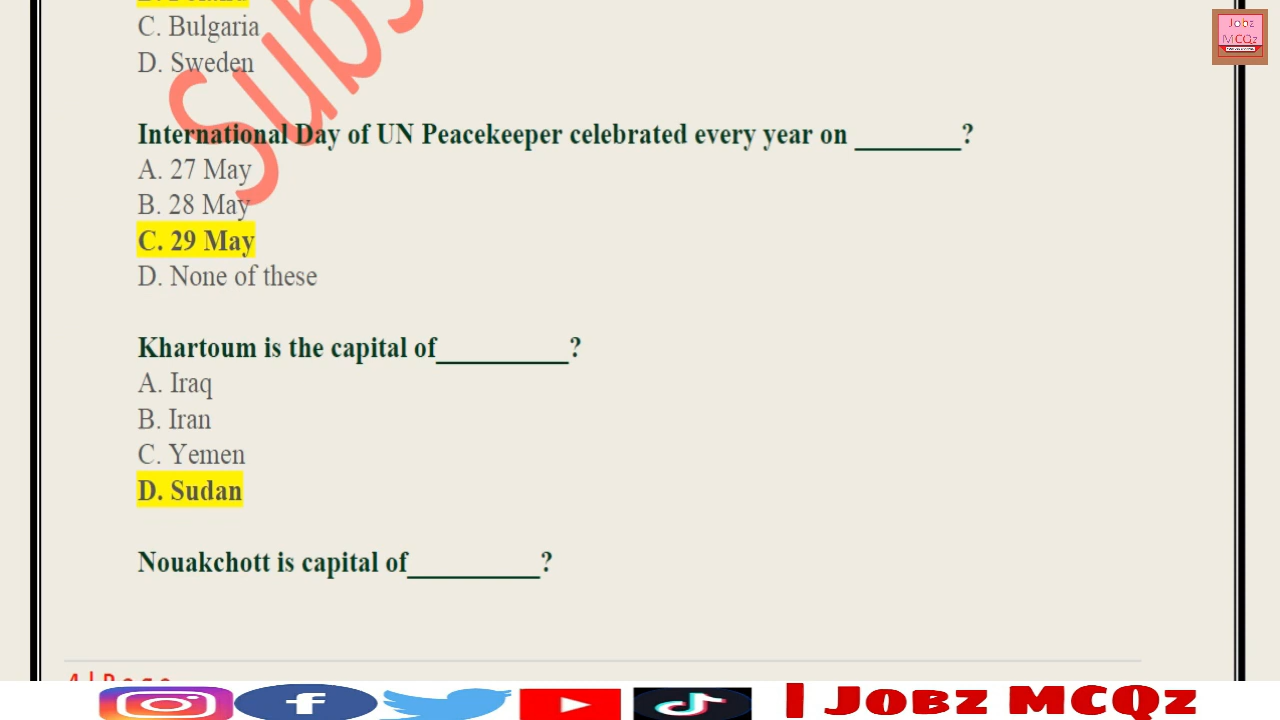 C. Bulgaria
D. Sweden
International Day of UN Peacekeeper celebrated every year on ________?
A. 27 May
B. 28 May
C. 29 May
D. None of these
Khartoum is the capital of__________?
A. Iraq
B. Iran
C. Yemen
D. Sudan
Nouakchott is capital of__________?
Subs
Jobz
MCQz
| Jobz MCQz